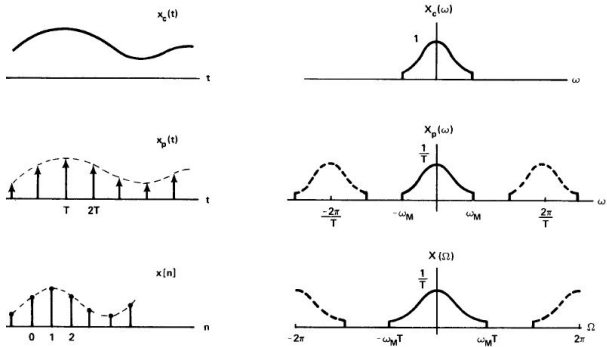 x_c(t)
t
X_c(ω)
1
ω
x_p(t)
T 2T
t
X_p(ω)
1/T
-2π/T
-ω_M
ω_M
2π/T
ω
x[n]
0 1 2
n
X(Ω)
1/T
-2π
-ω_M T
ω_M T
2π
Ω